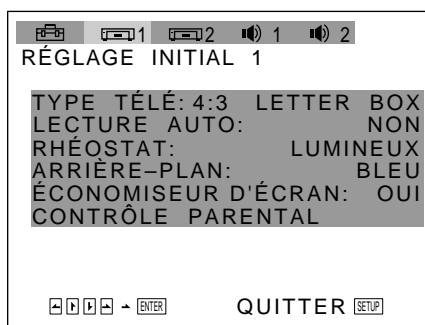 1 2 1 2
RÉGLAGE INITIAL 1
TYPE TÉLÉ: 4:3 LETTER BOX
LECTURE AUTO: NON
RHÉOSTAT: LUMINEUX
ARRIÈRE–PLAN: BLEU
ÉCONOMISEUR D'ÉCRAN: OUI
CONTRÔLE PARENTAL
ENTER QUITTER SETUP